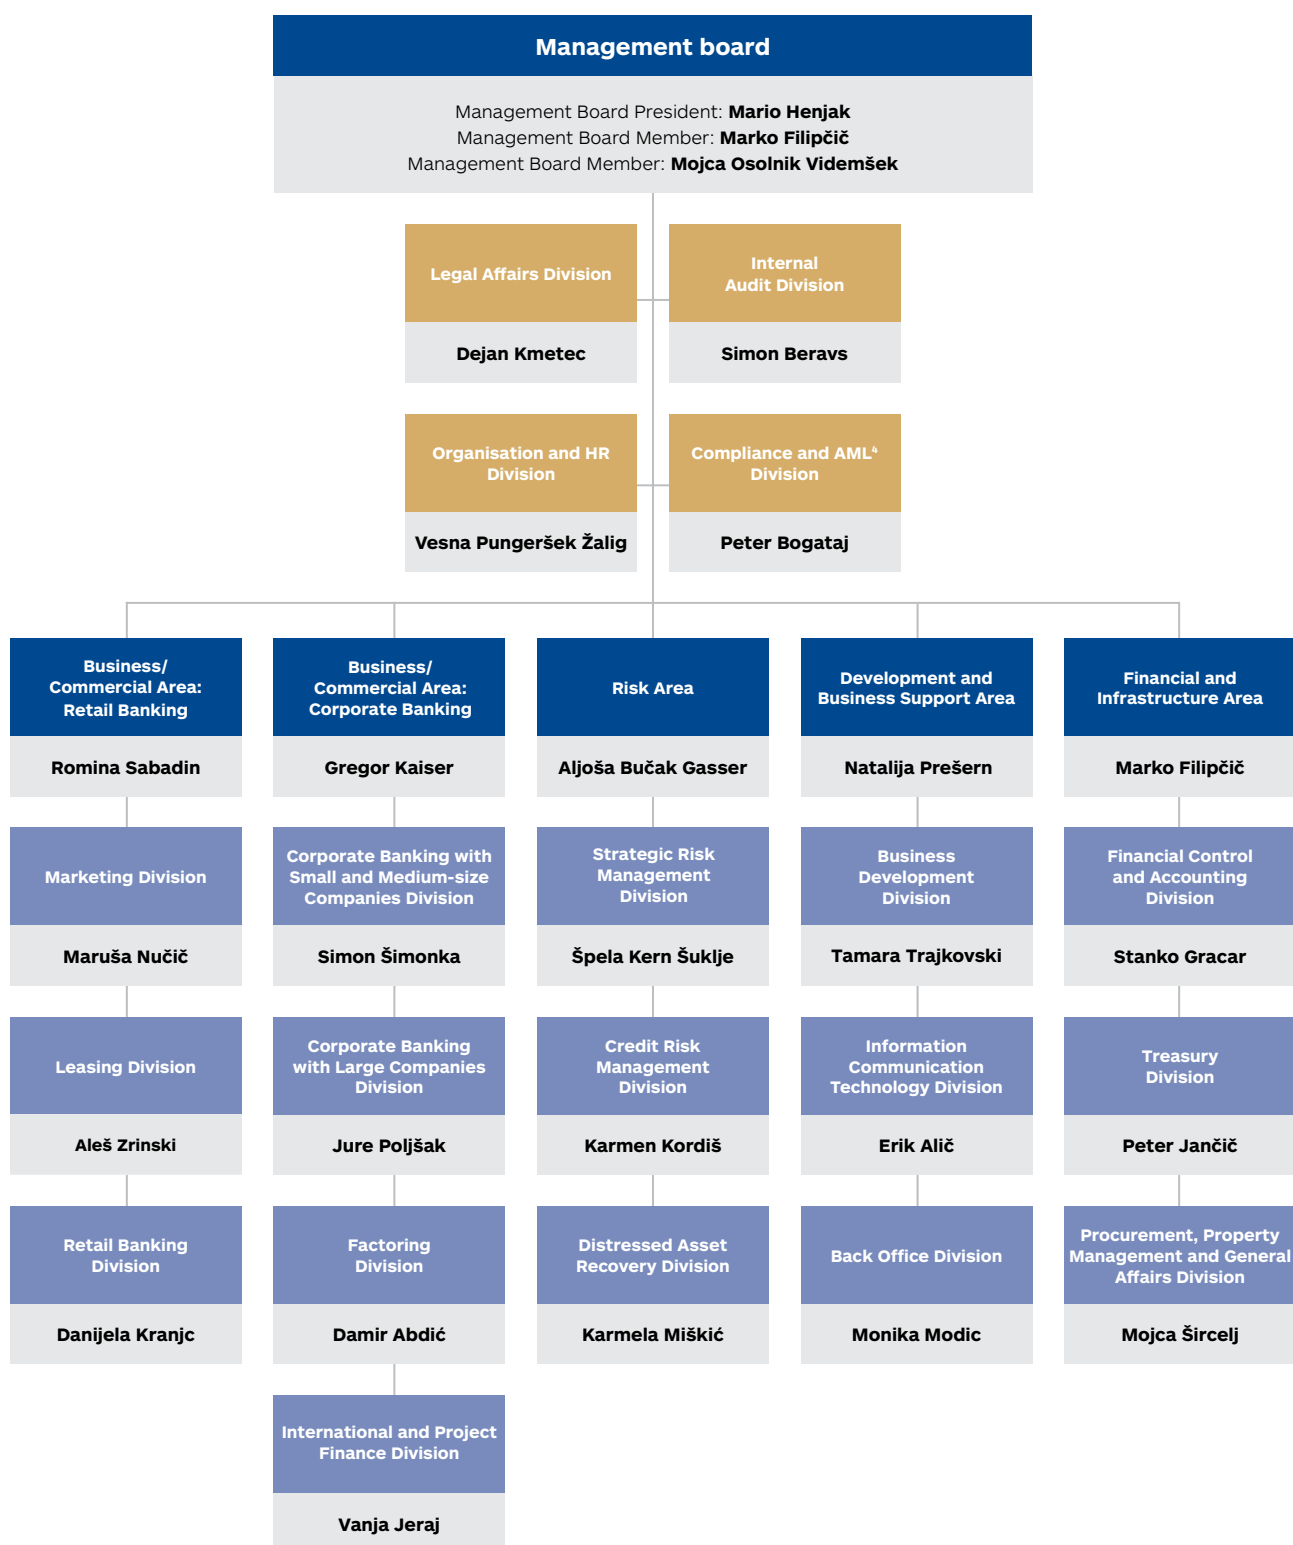 Management board
Management Board President: Mario Henjak
Management Board Member: Marko Filipčič
Management Board Member: Mojca Osolnik Videmšek
Legal Affairs Division
Dejan Kmetec
Internal
Audit Division
Simon Beravs
Organisation and HR
Division
Vesna Pungeršek Žalig
Compliance and AML⁴
Division
Peter Bogataj
Business/
Commercial Area:
Retail Banking
Romina Sabadin
Marketing Division
Maruša Nučič
Leasing Division
Aleš Zrinski
Retail Banking
Division
Danijela Kranjc
Business/
Commercial Area:
Corporate Banking
Gregor Kaiser
Corporate Banking with
Small and Medium-size
Companies Division
Simon Šimonka
Corporate Banking
with Large Companies
Division
Jure Poljšak
Factoring
Division
Damir Abdić
International and Project
Finance Division
Vanja Jeraj
Risk Area
Aljoša Bučak Gasser
Strategic Risk
Management
Division
Špela Kern Šuklje
Credit Risk
Management
Division
Karmen Kordiš
Distressed Asset
Recovery Division
Karmela Miškić
Development and
Business Support Area
Natalija Prešern
Business
Development
Division
Tamara Trajkovski
Information
Communication
Technology Division
Erik Alič
Back Office Division
Monika Modic
Financial and
Infrastructure Area
Marko Filipčič
Financial Control
and Accounting
Division
Stanko Gracar
Treasury
Division
Peter Jančič
Procurement, Property
Management and General
Affairs Division
Mojca Šircelj